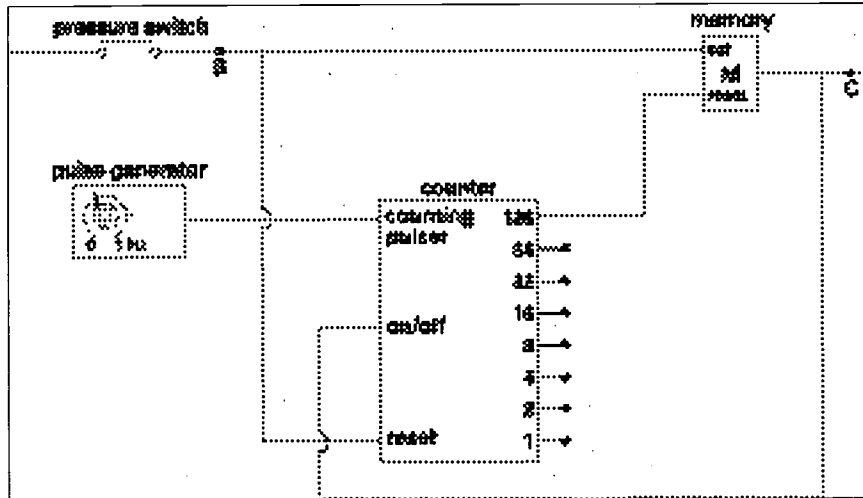 pressure switch
memory
set
M
reset
B
C
pulse generator
counter
counting
pulses
128
64
32
16
8
4
2
1
on/off
reset